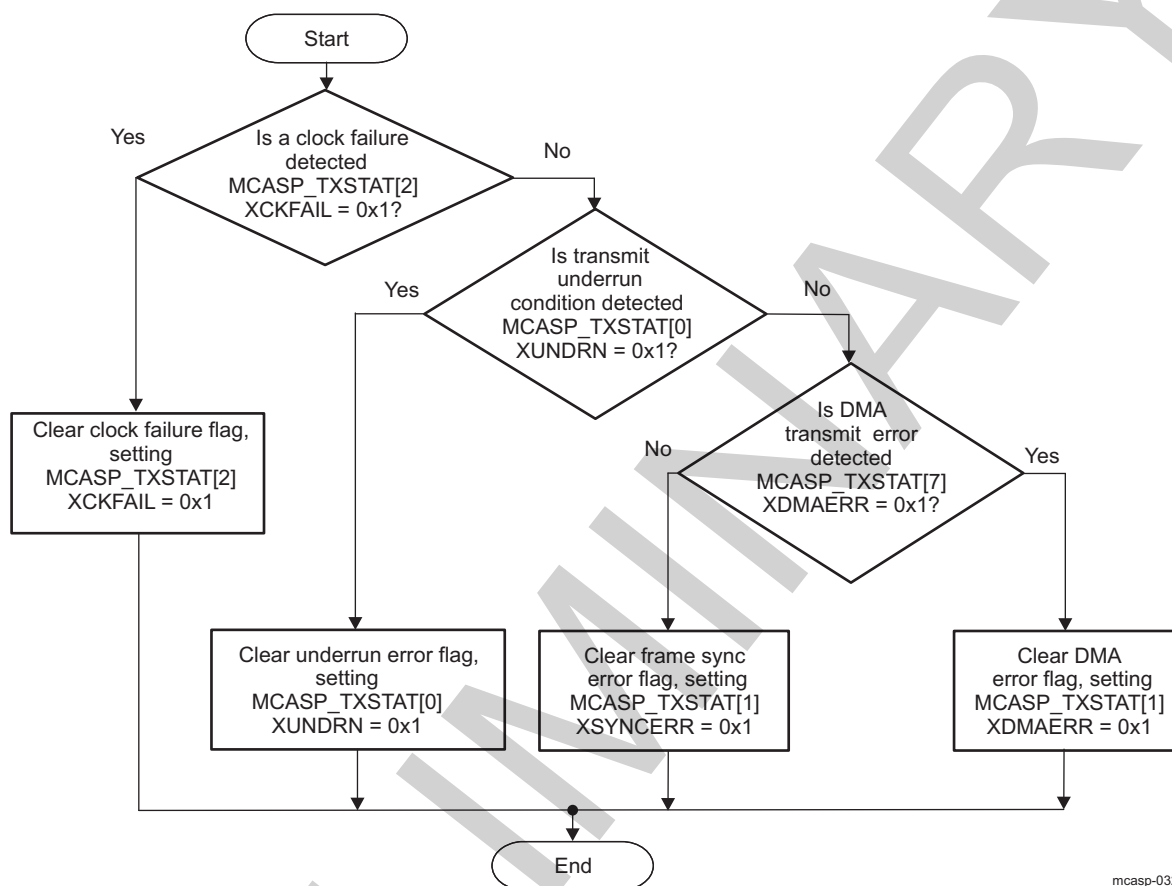 Start
Yes
Is a clock failure
detected
MCASP_TXSTAT[2]
XCKFAIL = 0x1?
No
Is transmit
underrun
condition detected
MCASP_TXSTAT[0]
XUNDRN = 0x1?
Yes
No
Is DMA
transmit error
detected
MCASP_TXSTAT[7]
XDMAERR = 0x1?
No
Yes
Clear clock failure flag,
setting
MCASP_TXSTAT[2]
XCKFAIL = 0x1
Clear underrun error flag,
setting
MCASP_TXSTAT[0]
XUNDRN = 0x1
Clear frame sync
error flag, setting
MCASP_TXSTAT[1]
XSYNCERR = 0x1
Clear DMA
error flag, setting
MCASP_TXSTAT[1]
XDMAERR = 0x1
End
IMINARY